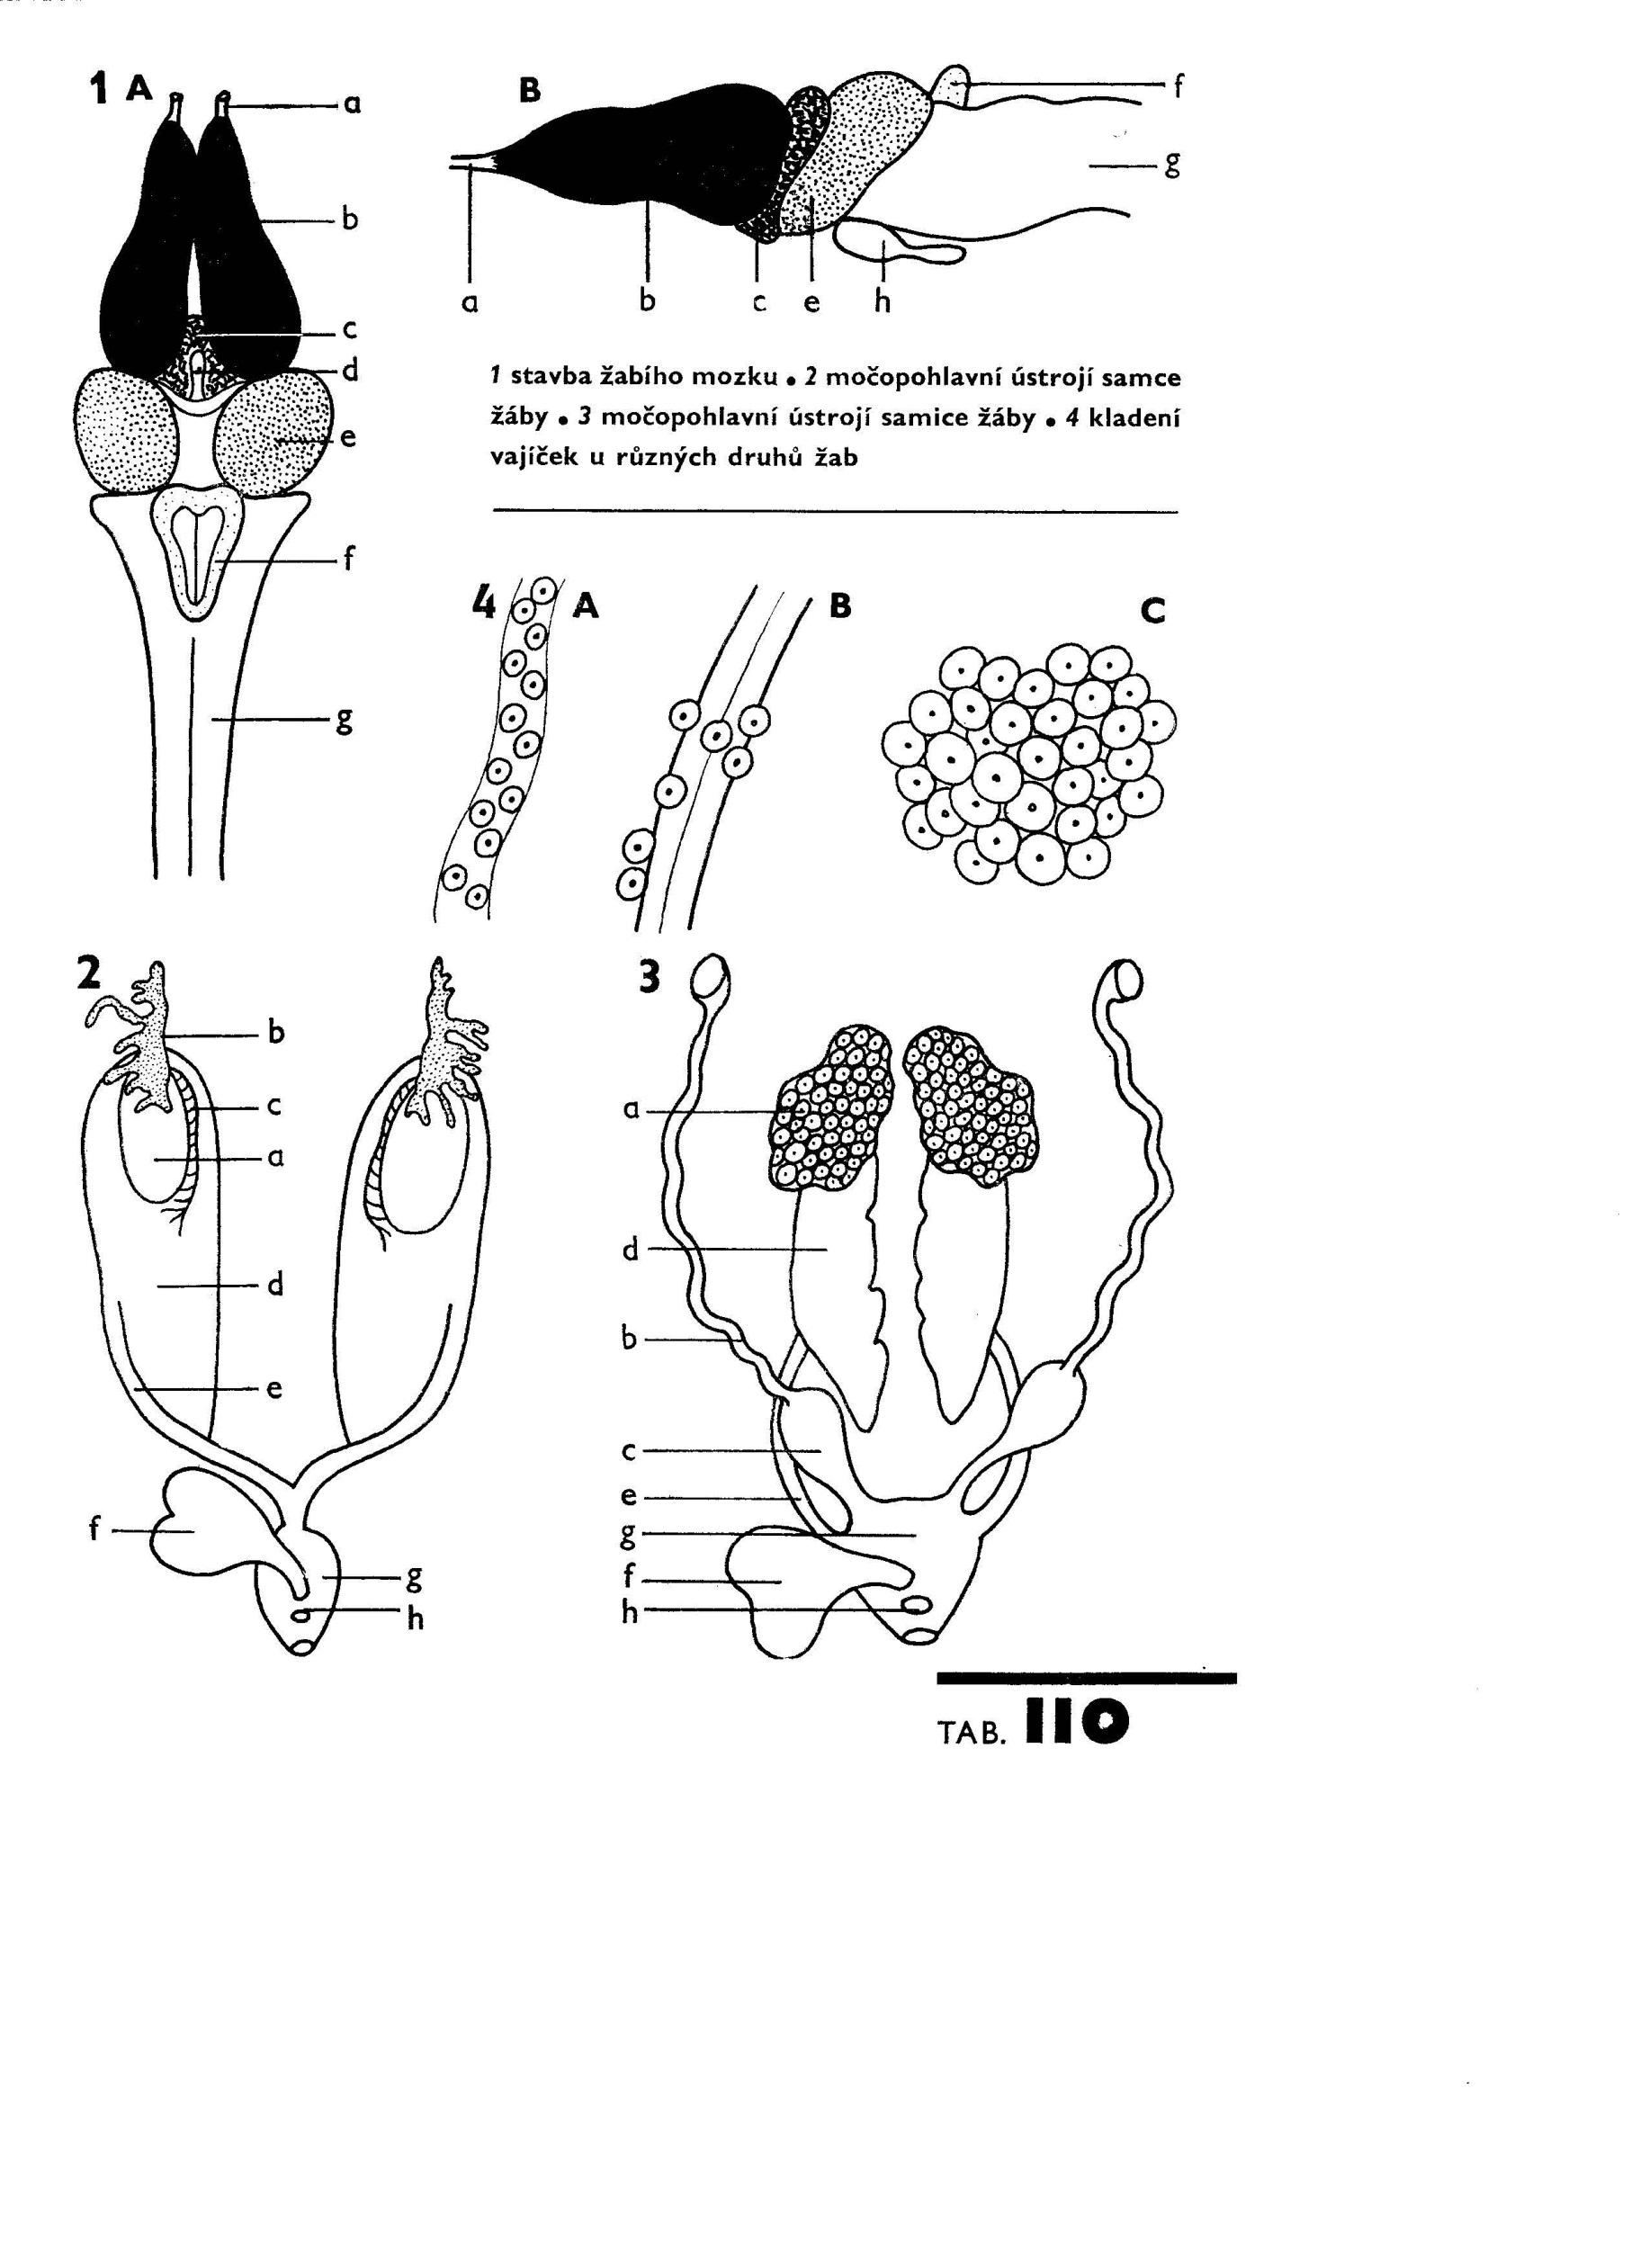 1 A
a
b
c
d
e
f
g
B
f
g
a b c e h
1 stavba žabího mozku • 2 močopohlavní ústrojí samce
žáby • 3 močopohlavní ústrojí samice žáby • 4 kladení
vajíček u různých druhů žab
4 A B C
2
b
c
a
d
e
f
g
h
3
a
d
b
c
e
g
f
h
TAB. 110